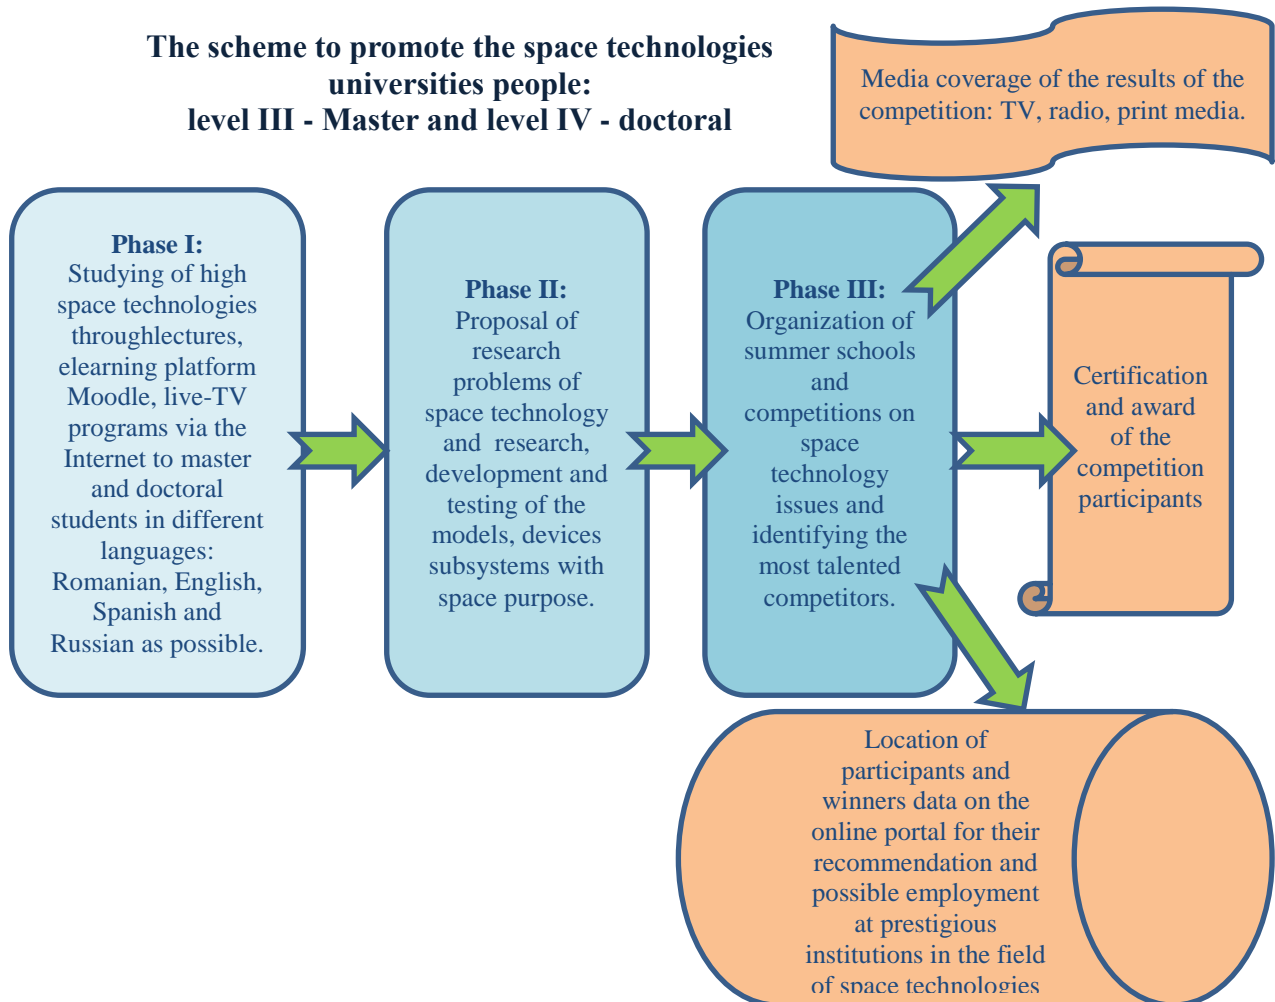 The scheme to promote the space technologies
universities people:
level III - Master and level IV - doctoral
Media coverage of the results of the
competition: TV, radio, print media.
Phase I:
Studying of high
space technologies
throughlectures,
elearning platform
Moodle, live-TV
programs via the
Internet to master
and doctoral
students in different
languages:
Romanian, English,
Spanish and
Russian as possible.
Phase II:
Proposal of
research
problems of
space technology
and research,
development and
testing of the
models, devices
subsystems with
space purpose.
Phase III:
Organization of
summer schools
and
competitions on
space
technology
issues and
identifying the
most talented
competitors.
Certification
and award
of the
competition
participants
Location of
participants and
winners data on the
online portal for their
recommendation and
possible employment
at prestigious
institutions in the field
of space technologies